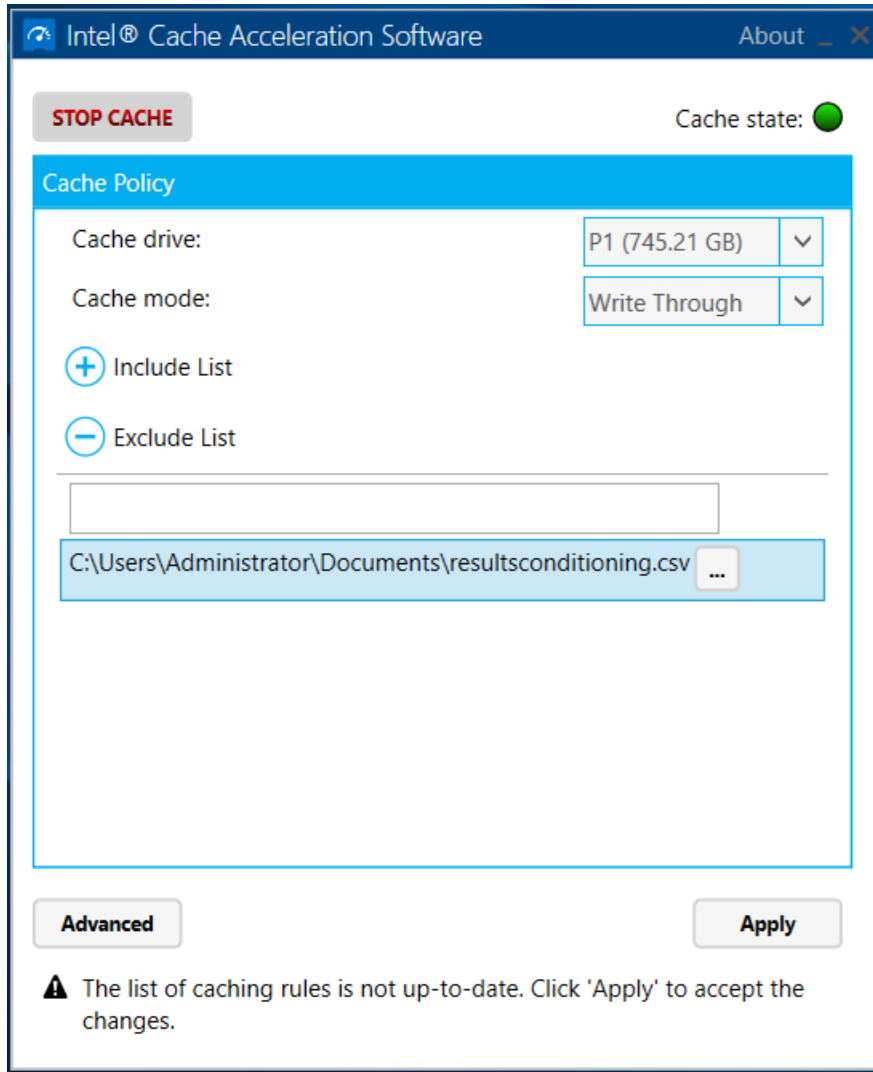 Intel® Cache Acceleration Software About
STOP CACHE Cache state:
Cache Policy
Cache drive: P1 (745.21 GB)
Cache mode: Write Through
Include List
Exclude List
C:\Users\Administrator\Documents\resultsconditioning.csv ...
Advanced Apply
The list of caching rules is not up-to-date. Click 'Apply' to accept the
changes.